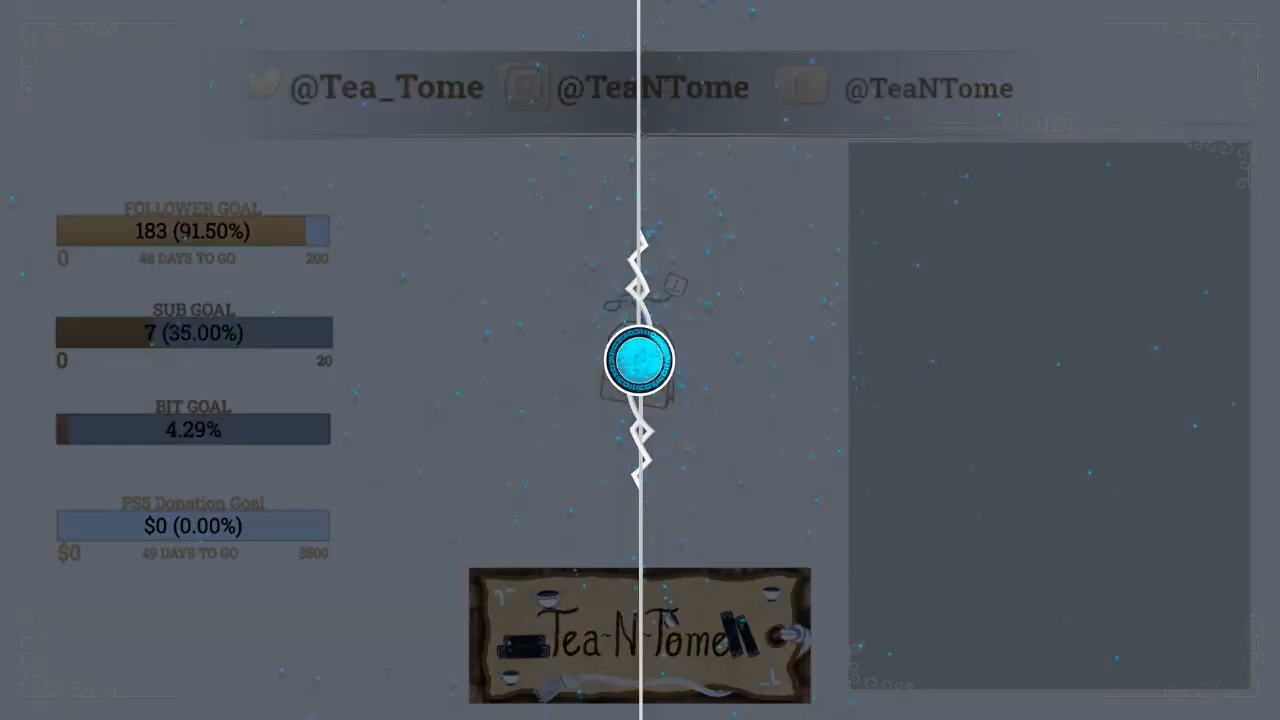 @Tea_Tome @TeaNTome @TeaNTome
CHAT
FOLLOWER GOAL
183 (91.50%)
0 48 DAYS TO GO 200
SUB GOAL
7 (35.00%)
0 20
BIT GOAL
4.29%
PS5 Donation Goal
$0 (0.00%)
$0 49 DAYS TO GO $500
Tea-N-Tome